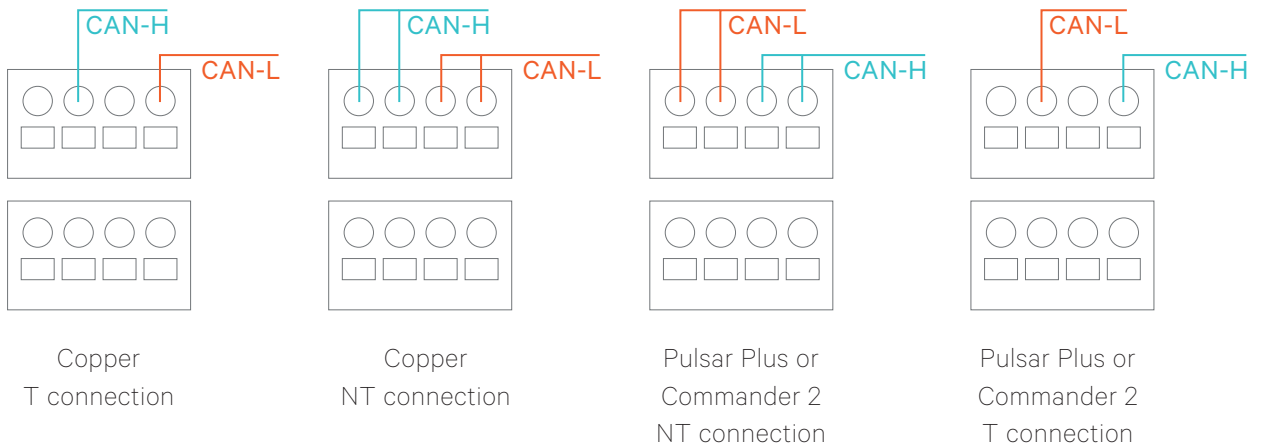 CAN-H
CAN-L
Copper
T connection
CAN-H
CAN-L
Copper
NT connection
CAN-L
CAN-H
Pulsar Plus or
Commander 2
NT connection
CAN-L
CAN-H
Pulsar Plus or
Commander 2
T connection